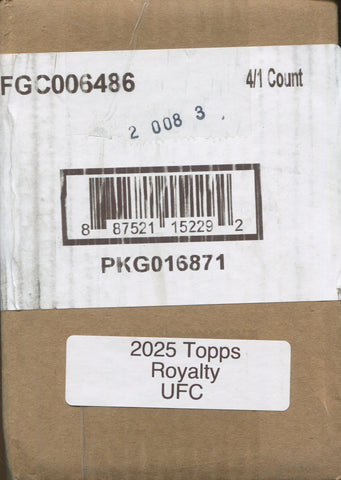 FGC006486 4/1 Count
2 008 3
8 87521 15229 2
PKG016871
2025 Topps
Royalty
UFC